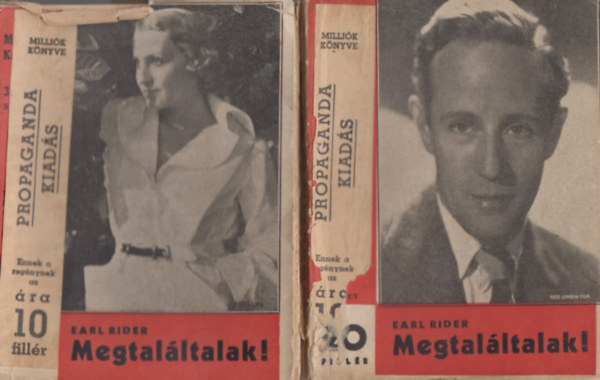 MILLIÓK
KÖNYVE
PROPAGANDA
KIADÁS
Ennek a
regénynek
az
ára
10
fillér
EARL RIDER
Megtaláltalak!
MILLIÓK
KÖNYVE
PROPAGANDA
KIADÁS
Ennek a
regénynek
az
ára
20
FILLÉR
EARL RIDER
Megtaláltalak!